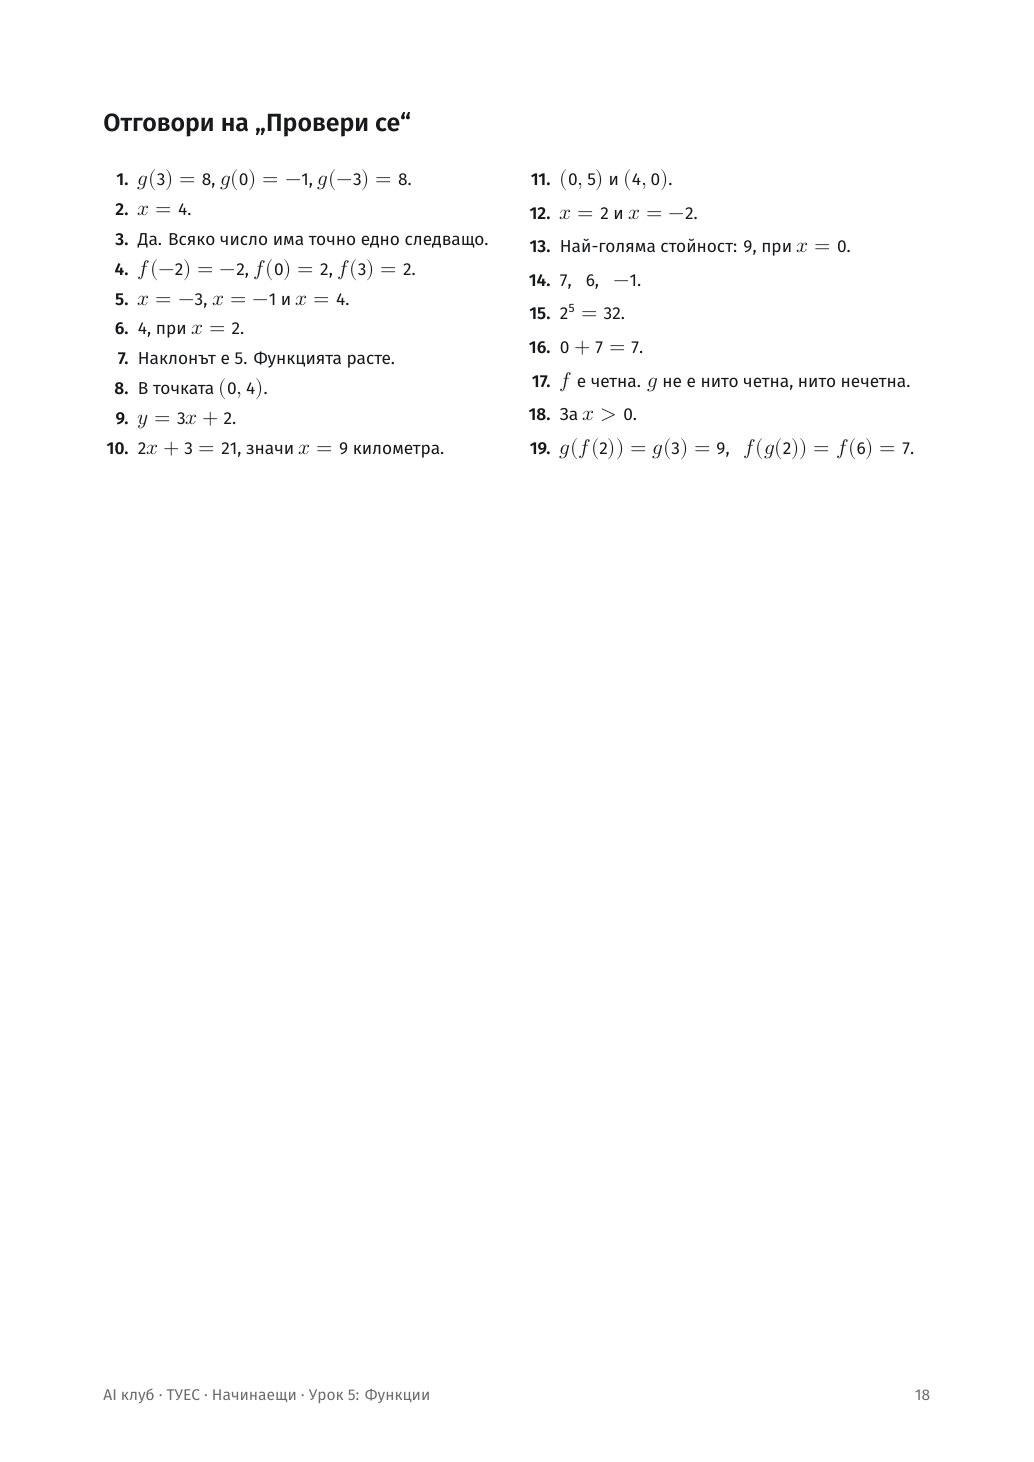 Отговори на „Провери се“
1. g(3) = 8, g(0) = −1, g(−3) = 8.
2. x = 4.
3. Да. Всяко число има точно едно следващо.
4. f(−2) = −2, f(0) = 2, f(3) = 2.
5. x = −3, x = −1 и x = 4.
6. 4, при x = 2.
7. Наклонът е 5. Функцията расте.
8. В точката (0, 4).
9. y = 3x + 2.
10. 2x + 3 = 21, значи x = 9 километра.
11. (0, 5) и (4, 0).
12. x = 2 и x = −2.
13. Най-голяма стойност: 9, при x = 0.
14. 7, 6, −1.
15. 2⁵ = 32.
16. 0 + 7 = 7.
17. f е четна. g не е нито четна, нито нечетна.
18. За x > 0.
19. g(f(2)) = g(3) = 9, f(g(2)) = f(6) = 7.
AI клуб · ТУЕС · Начинаещи · Урок 5: Функции 18